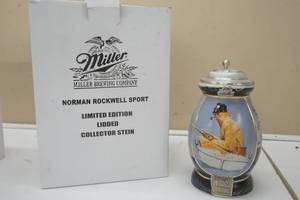 Miller
MILLER BREWING COMPANY
NORMAN ROCKWELL SPORT
LIMITED EDITION
LIDDED
COLLECTOR STEIN